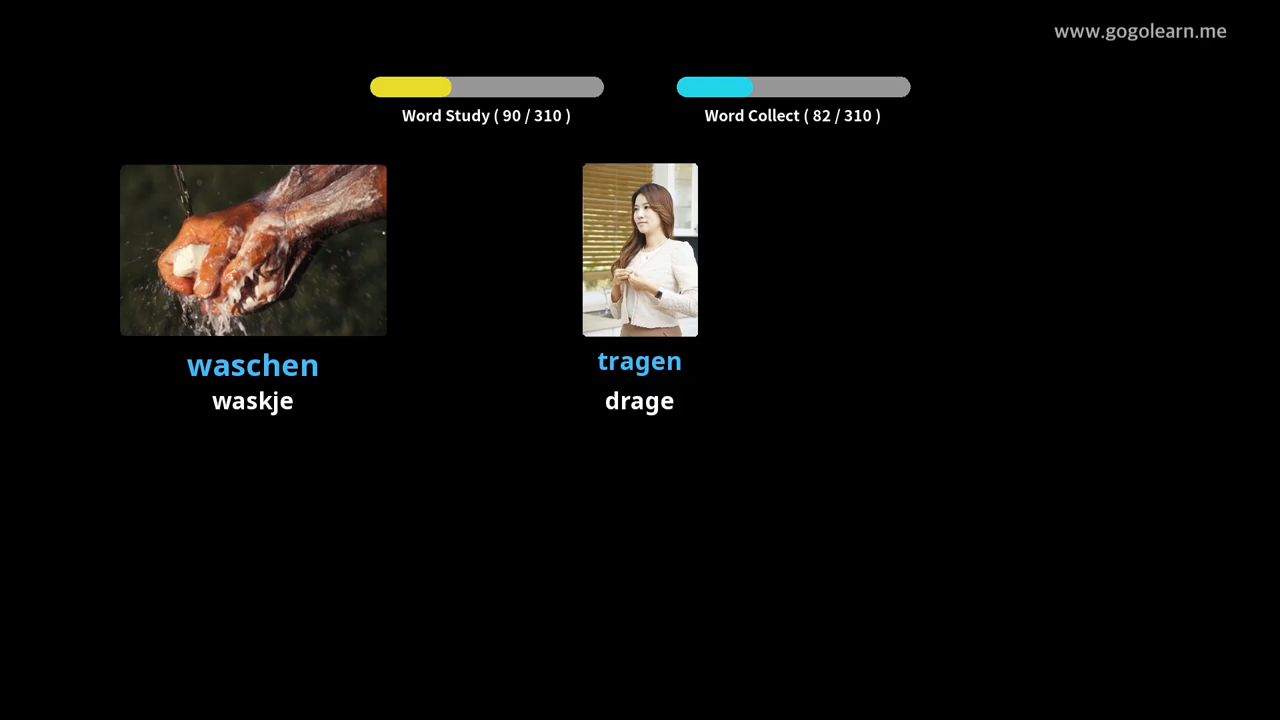 www.gogolearn.me
Word Study ( 90 / 310 )
Word Collect ( 82 / 310 )
waschen
waskje
tragen
drage